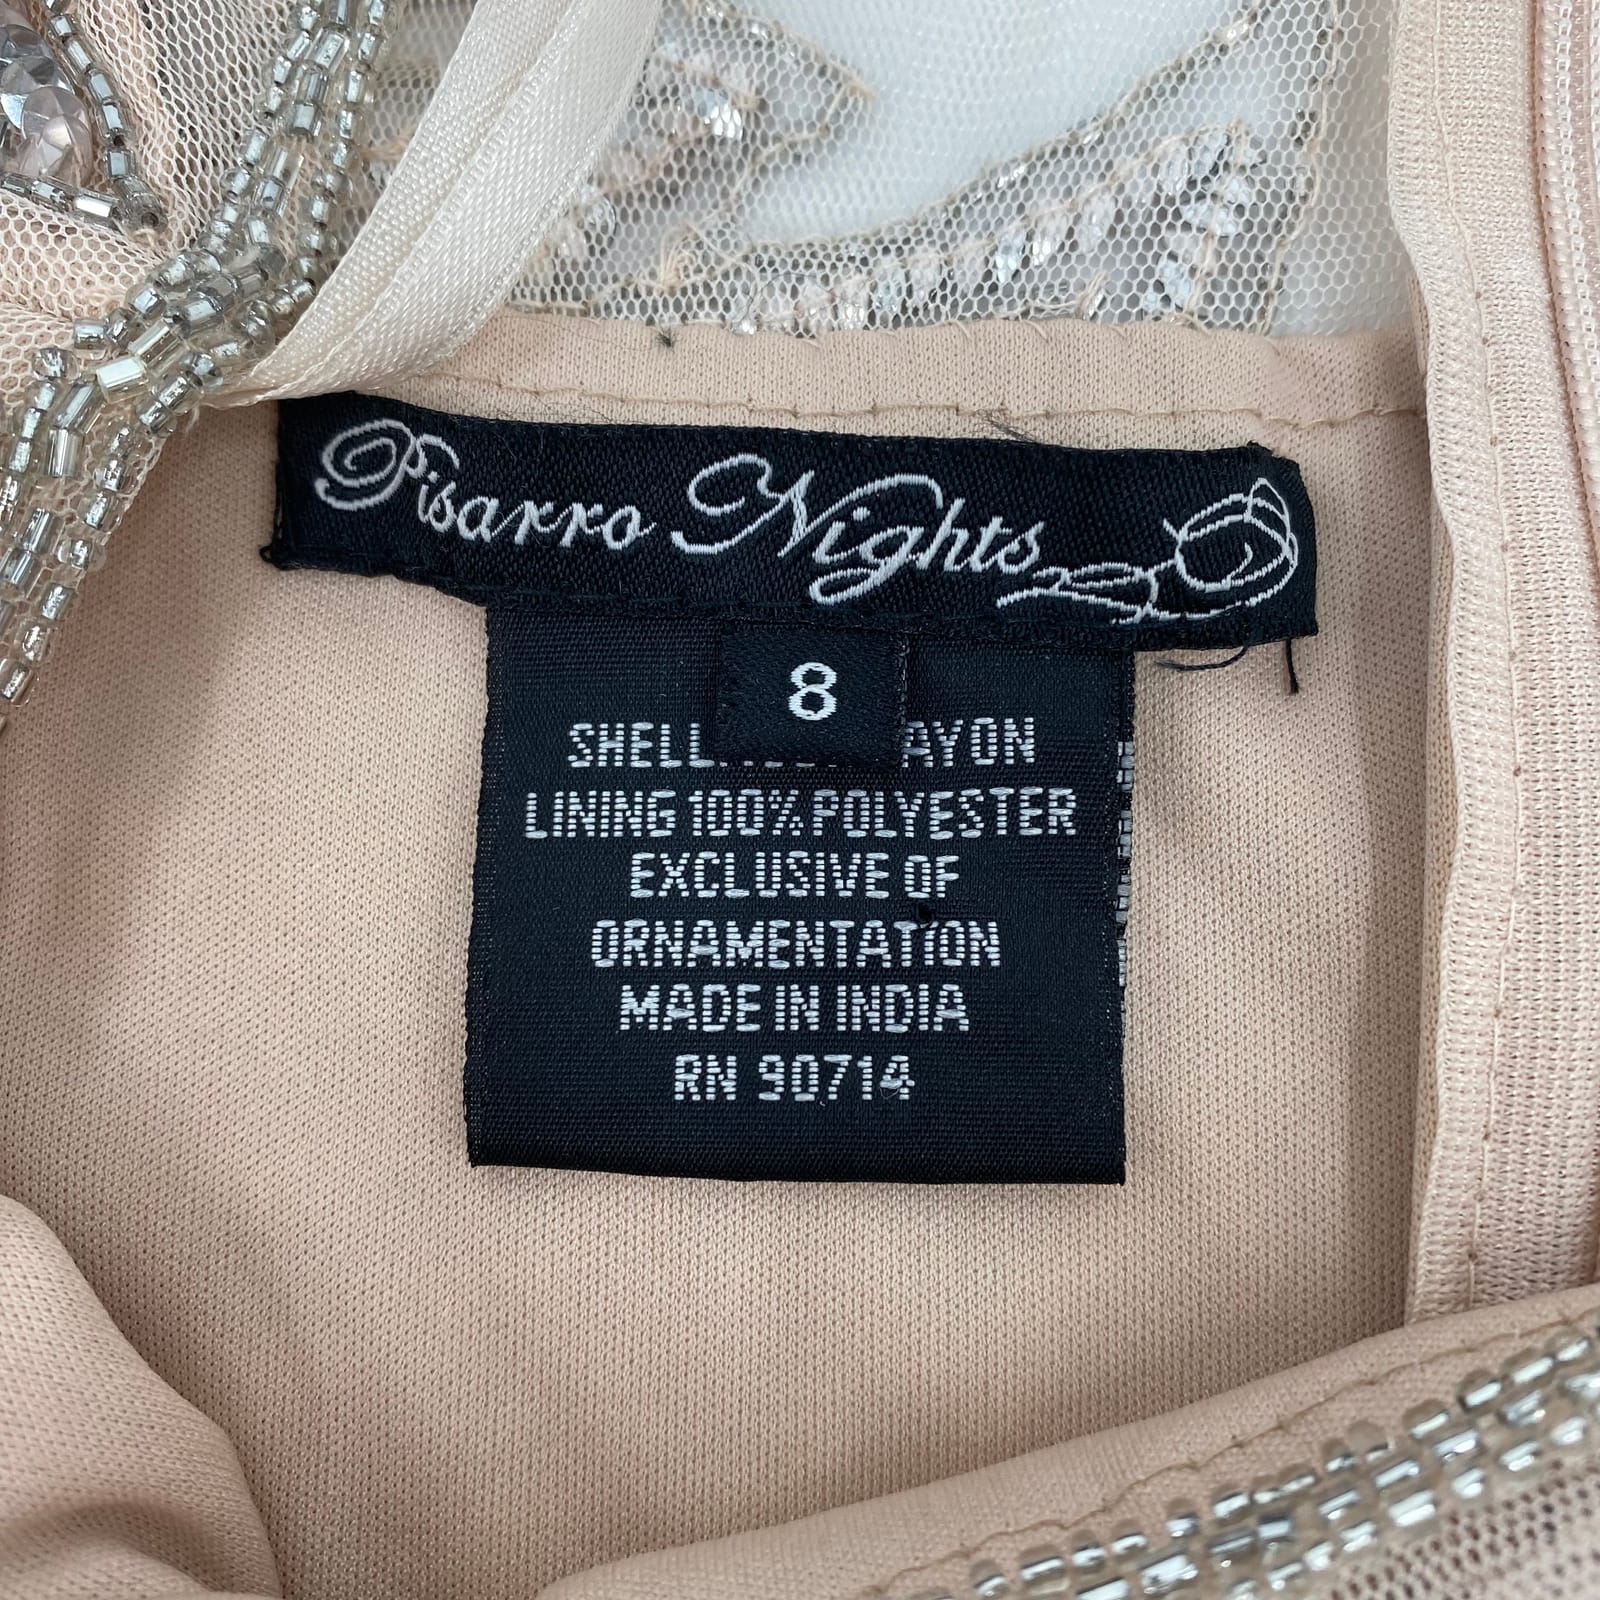 Pisarro Nights
8
SHELL
LINING 100% POLYESTER
EXCLUSIVE OF
ORNAMENTATION
MADE IN INDIA
RN 90714